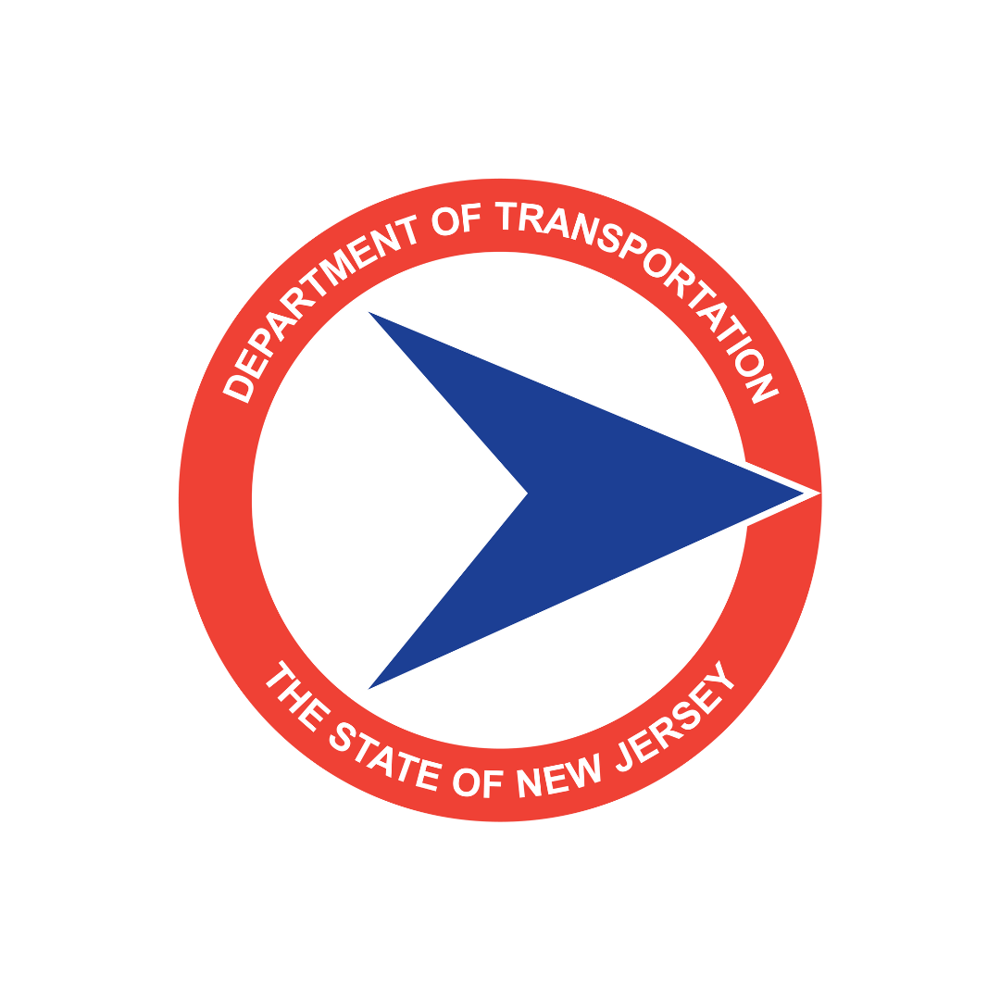 DEPARTMENT OF TRANSPORTATION
THE STATE OF NEW JERSEY